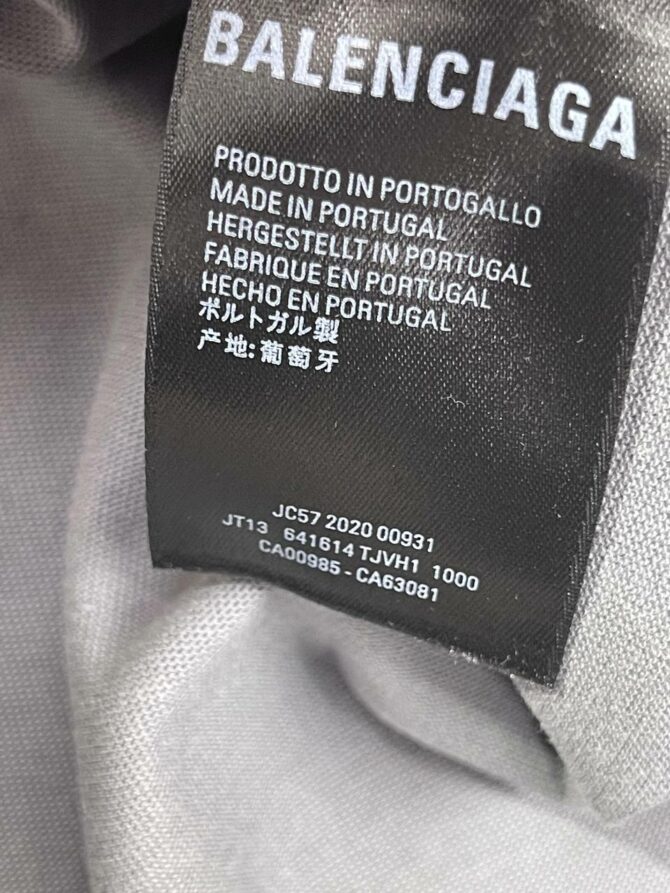 BALENCIAGA
PRODOTTO IN PORTOGALLO
MADE IN PORTUGAL
HERGESTELLT IN PORTUGAL
FABRIQUE EN PORTUGAL
HECHO EN PORTUGAL
ポルトガル製
产地:葡萄牙
JC57 2020 00931
JT13 641614 TJVH1 1000
CA00985 - CA63081